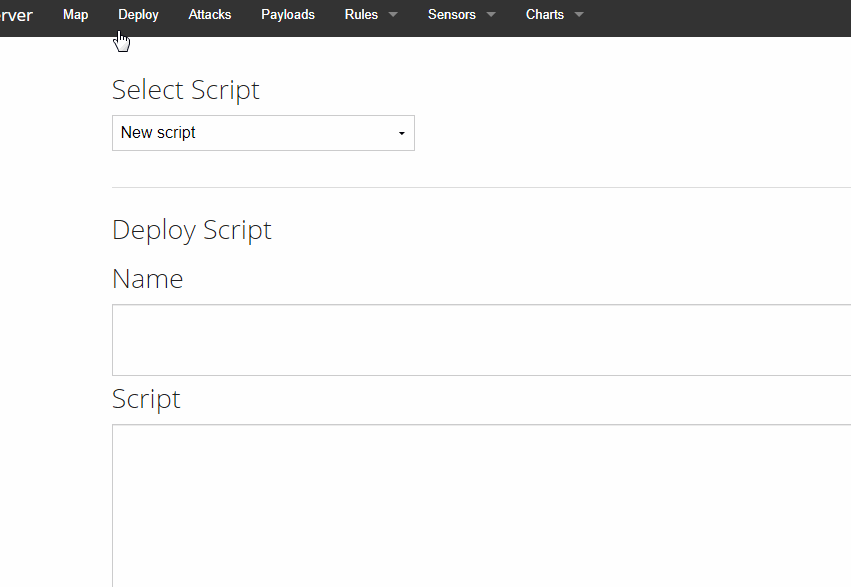 rver Map Deploy Attacks Payloads Rules Sensors Charts
Select Script
New script
Deploy Script
Name
Script